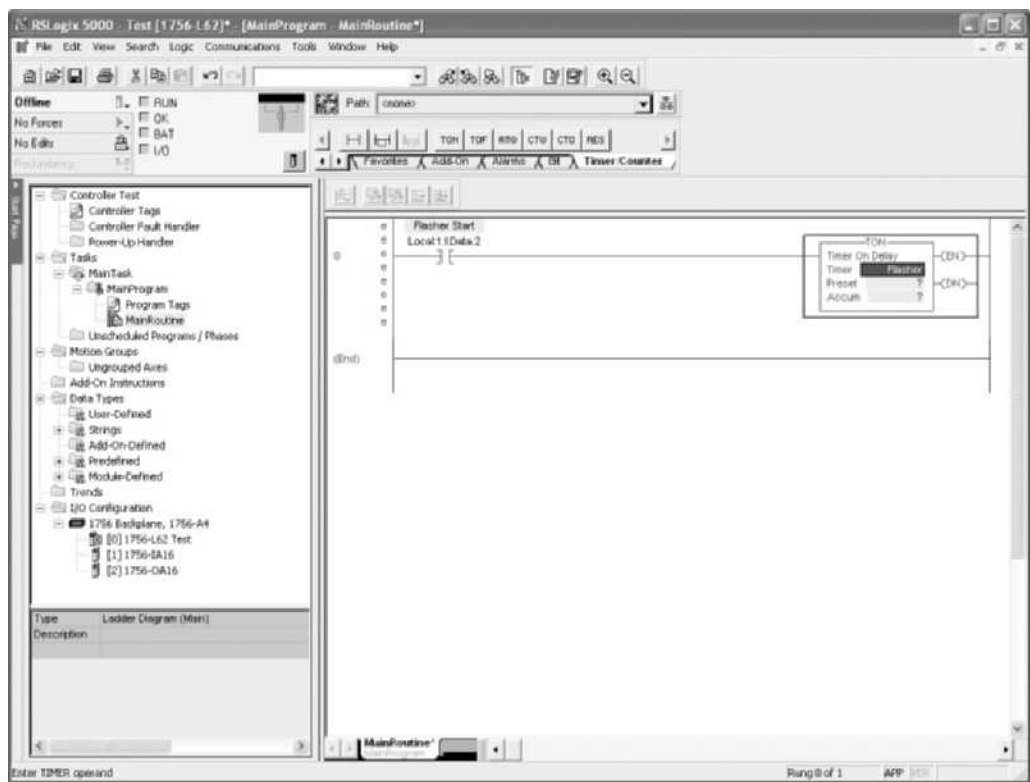 RSLogix 5000 - Test [1756-L62]* - [MainProgram - MainRoutine*]
File Edit View Search Logic Communications Tools Window Help
Offline
RUN
Path: <none>
No Forces
OK
No Edits
BAT
I/O
Redundancy
TON TOF RTO CTU CTD RES
Favorites Add-On Alarms Bit Timer Counter
Controller Test
Controller Tags
Controller Fault Handler
Power-Up Handler
Tasks
MainTask
MainProgram
Program Tags
MainRoutine
Unscheduled Programs / Phases
Motion Groups
Ungrouped Axes
Add-On Instructions
Data Types
User-Defined
Strings
Add-On-Defined
Predefined
Module-Defined
Trends
I/O Configuration
1756 Backplane, 1756-A4
[0] 1756-L62 Test
[1] 1756-IA16
[2] 1756-OA16
Type Ladder Diagram (Main)
Description
0
e
e
e
e
e
e
e
e
Flasher Start
Local:1:I.Data.2
TON
Timer On Delay
Timer Flasher
Preset ?
Accum ?
EN
DN
(End)
MainRoutine*
MainProgram
Enter TIMER operand
Rung 0 of 1
APP
VER